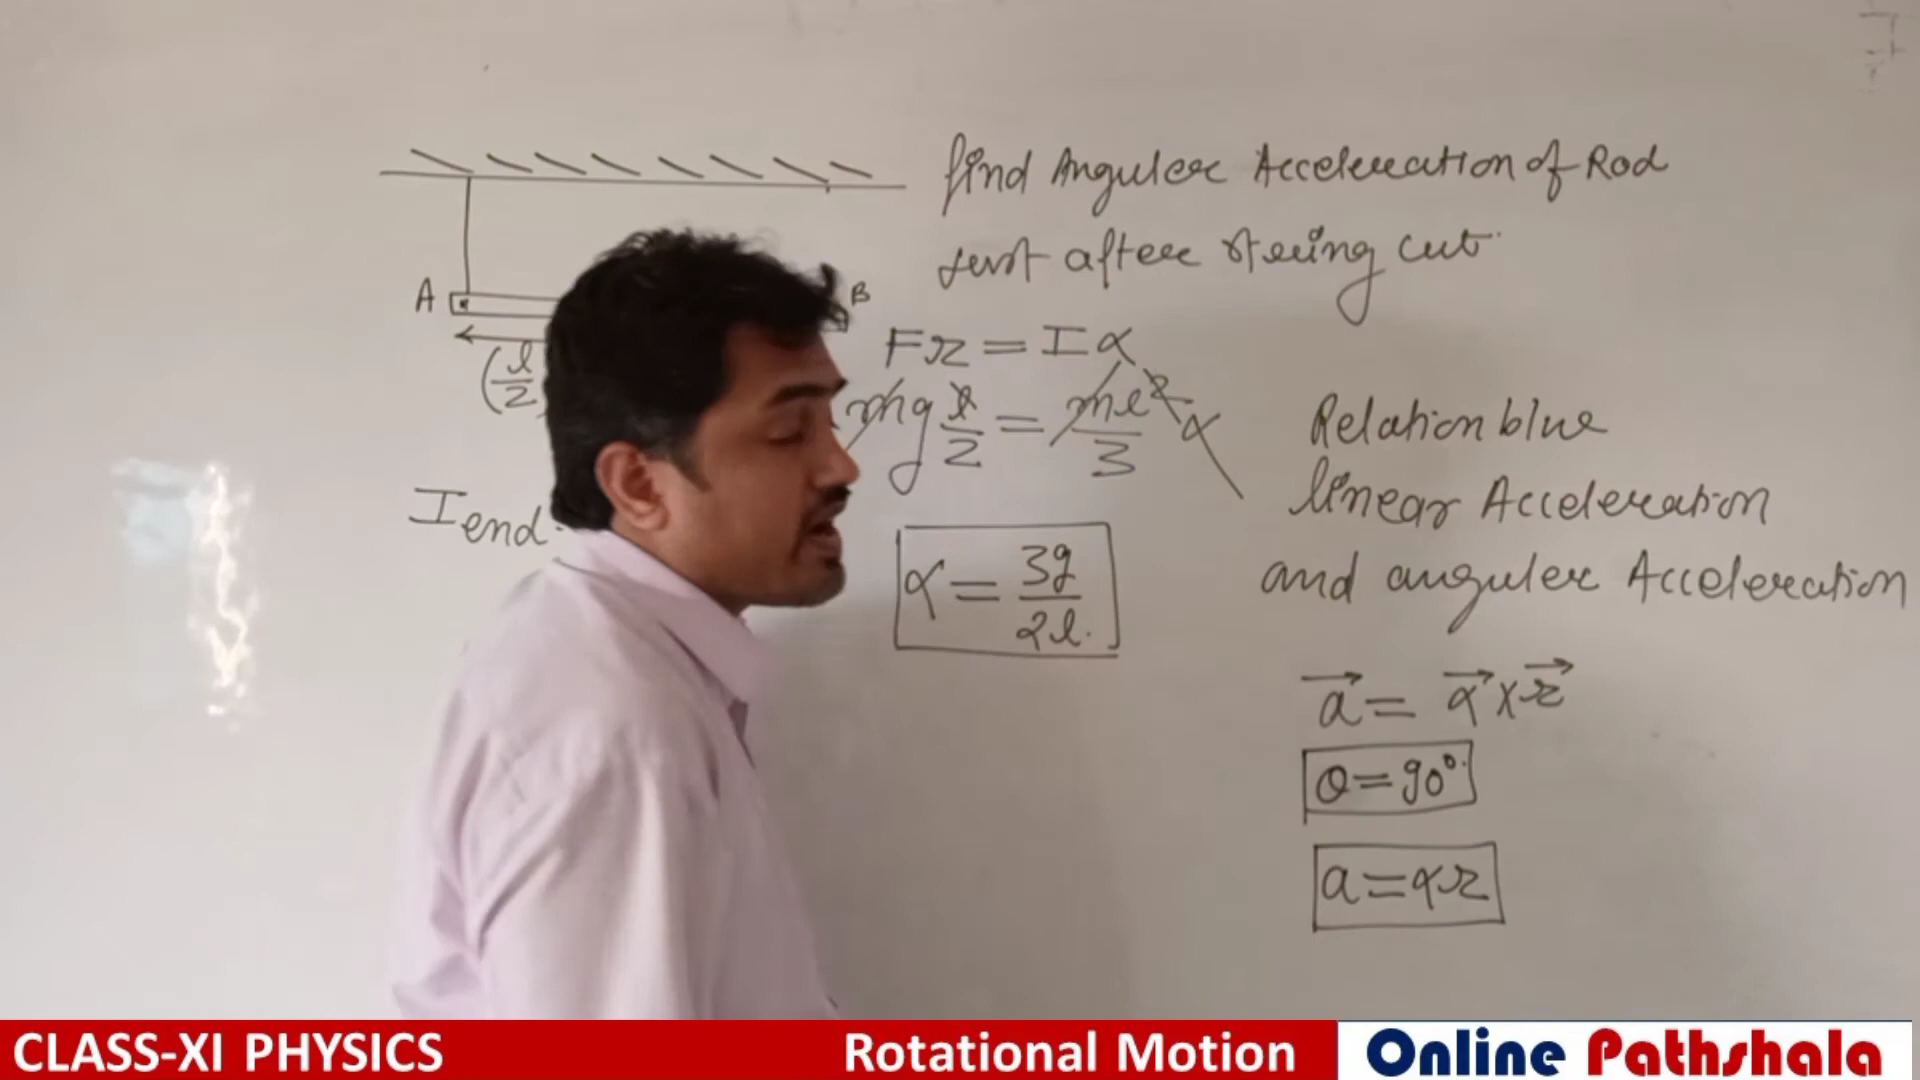 find Angular Acceleration of Rod
Just after string cut.
A
B
(l/2)
Fr = Iα
mg l/2 = ml²/3 α
Iend
α = 3g/2l.
Relation b/w
linear Acceleration
and angular Acceleration
a⃗ = α⃗ x r⃗
θ = 90°.
a = αr
CLASS-XI PHYSICS
Rotational Motion
Online Pathshala